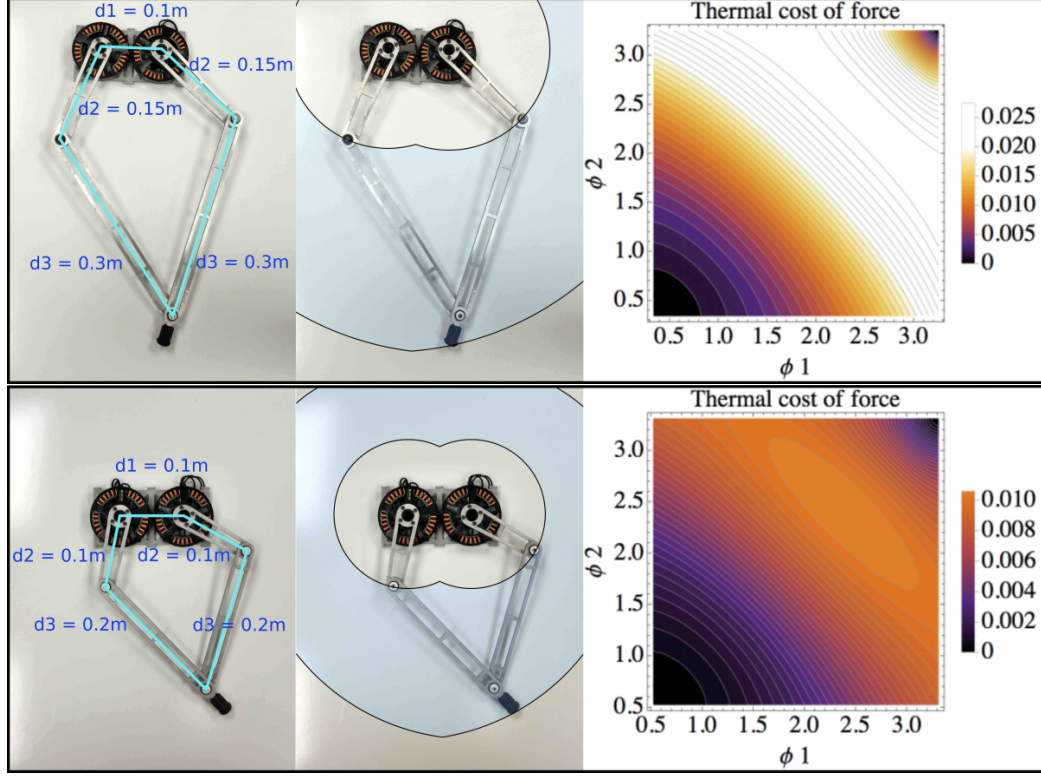 d1 = 0.1m
d2 = 0.15m
d2 = 0.15m
d3 = 0.3m
d3 = 0.3m
Thermal cost of force
3.0
2.5
2.0
1.5
1.0
0.5
ϕ 2
0.5 1.0 1.5 2.0 2.5 3.0
ϕ 1
0.025
0.020
0.015
0.010
0.005
0
d1 = 0.1m
d2 = 0.1m
d2 = 0.1m
d3 = 0.2m
d3 = 0.2m
Thermal cost of force
3.0
2.5
2.0
1.5
1.0
0.5
ϕ 2
0.5 1.0 1.5 2.0 2.5 3.0
ϕ 1
0.010
0.008
0.006
0.004
0.002
0